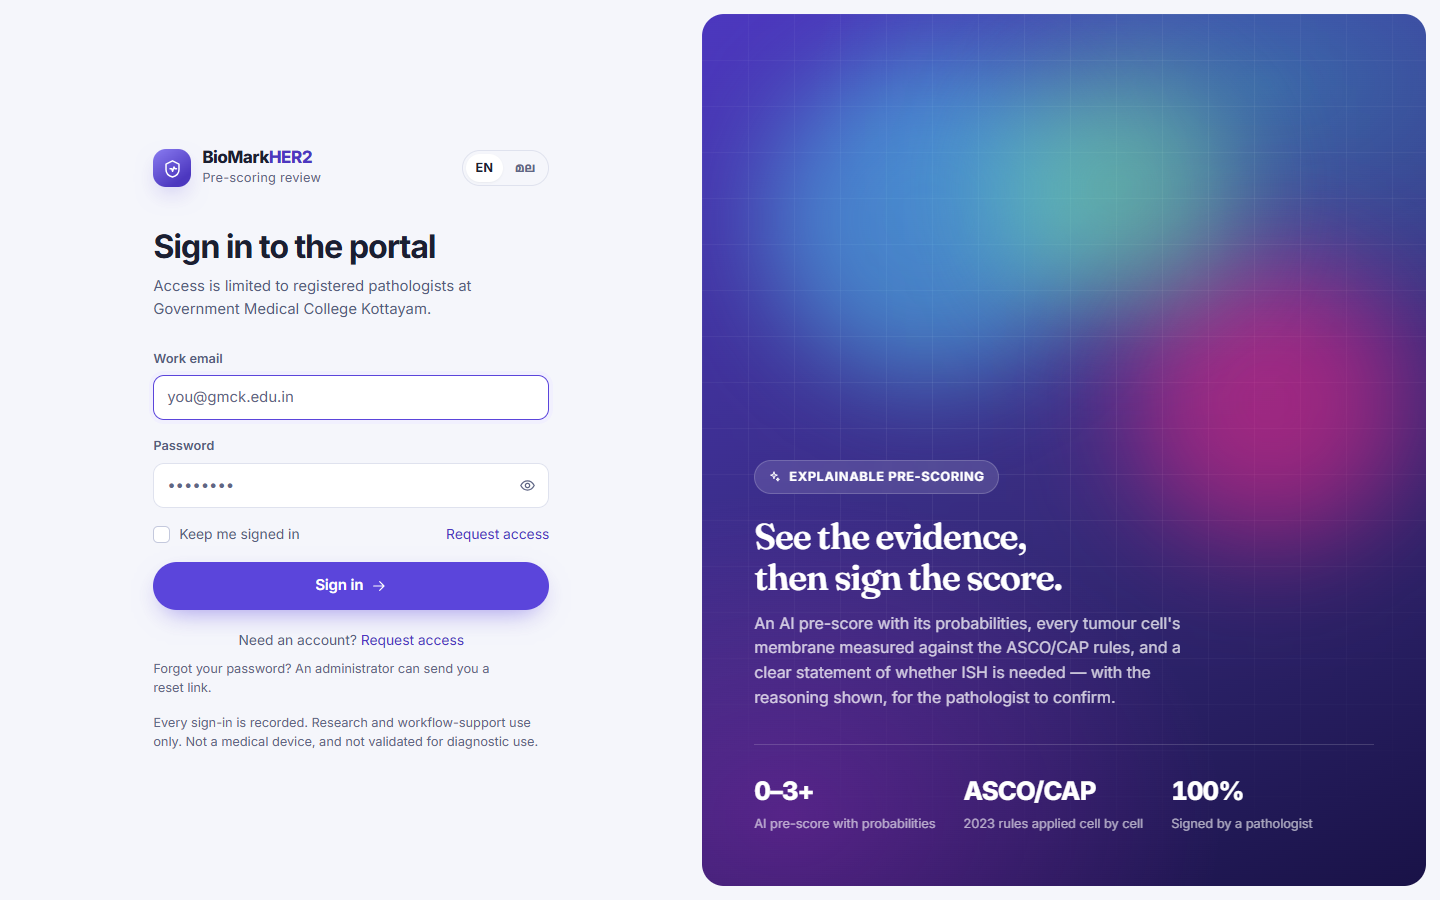 BioMarkHER2
Pre-scoring review
EN മല
Sign in to the portal
Access is limited to registered pathologists at
Government Medical College Kottayam.
Work email
you@gmck.edu.in
Password
••••••••
Keep me signed in Request access
Sign in →
Need an account? Request access
Forgot your password? An administrator can send you a
reset link.
Every sign-in is recorded. Research and workflow-support use
only. Not a medical device, and not validated for diagnostic use.
EXPLAINABLE PRE-SCORING
See the evidence,
then sign the score.
An AI pre-score with its probabilities, every tumour cell's
membrane measured against the ASCO/CAP rules, and a
clear statement of whether ISH is needed — with the
reasoning shown, for the pathologist to confirm.
0–3+
AI pre-score with probabilities
ASCO/CAP
2023 rules applied cell by cell
100%
Signed by a pathologist